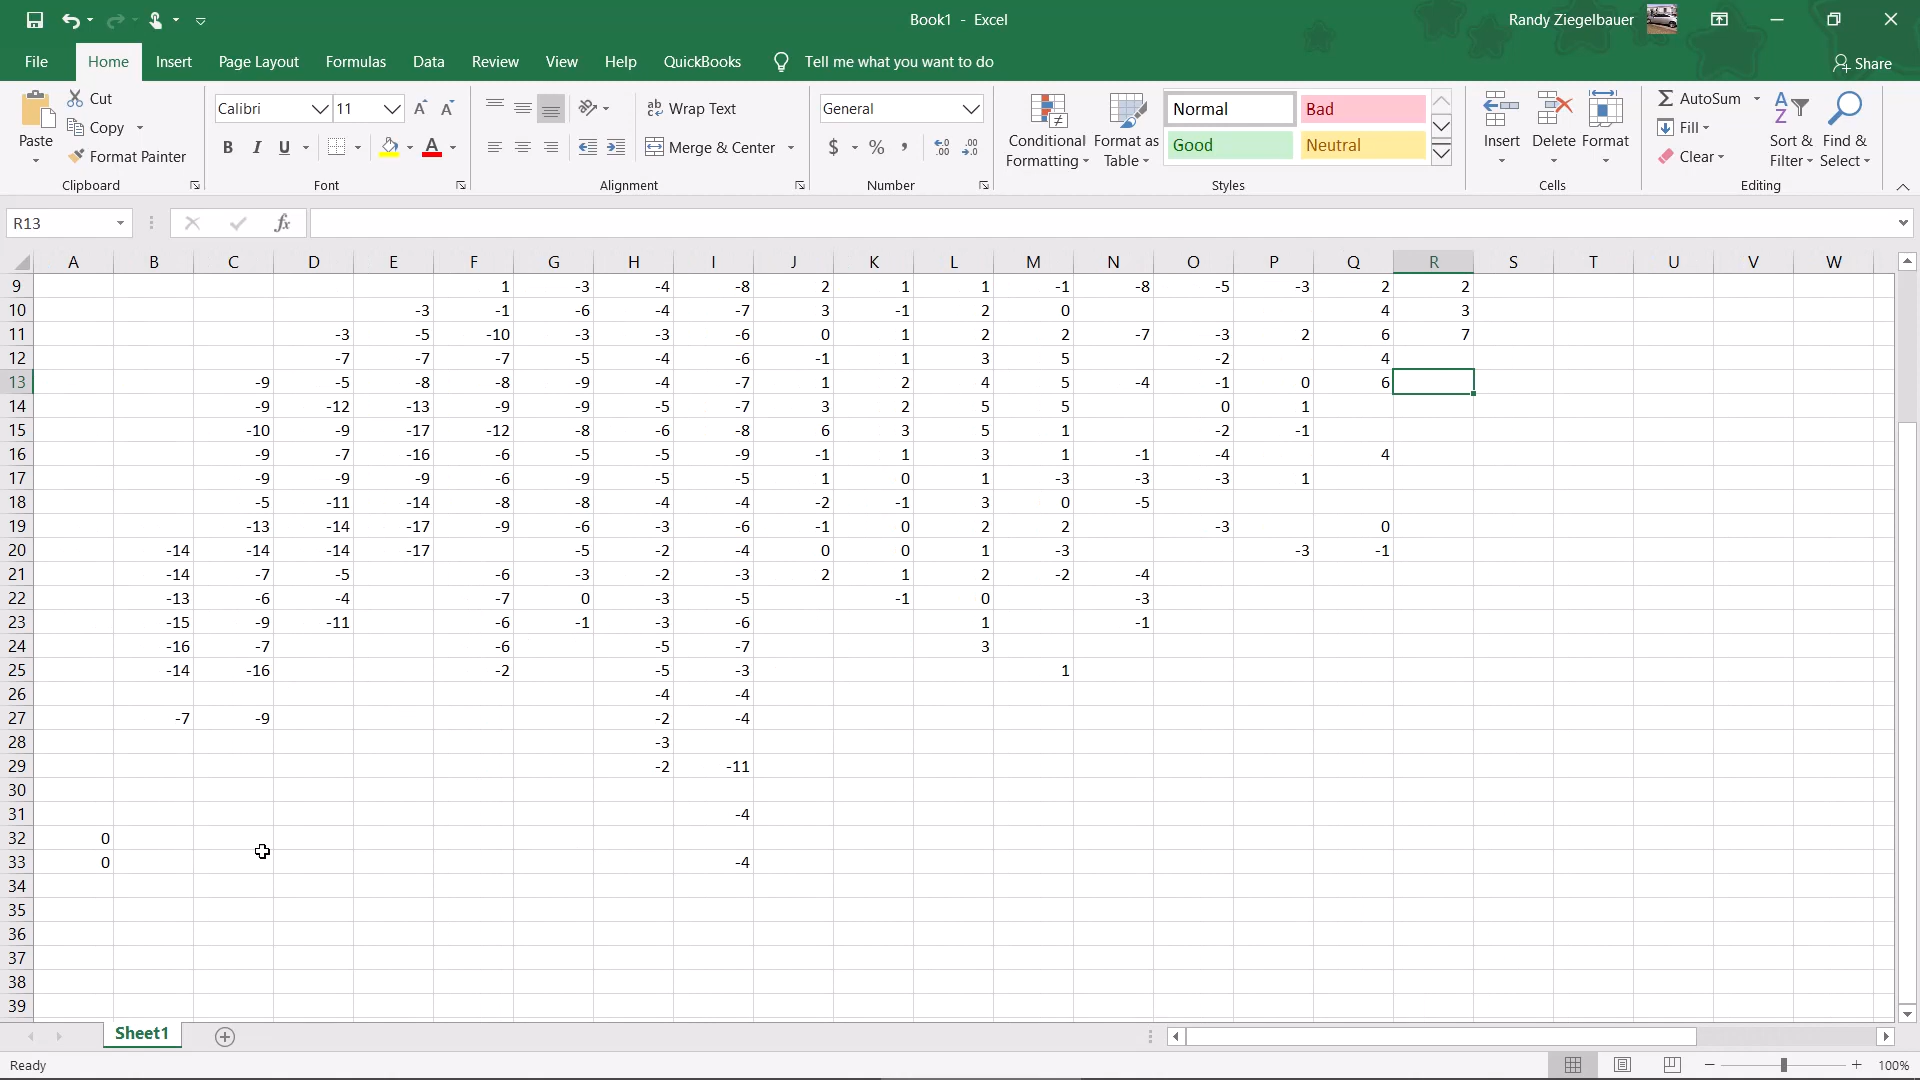 Book1 - Excel
Randy Ziegelbauer
File Home Insert Page Layout Formulas Data Review View Help QuickBooks Tell me what you want to do Share
Paste Cut Copy Format Painter Clipboard
Calibri 11 B I U Font
ab Wrap Text Merge & Center Alignment
General $ % , Number
Conditional Formatting Format as Table Normal Bad Good Neutral Styles
Insert Delete Format Cells
AutoSum Fill Clear Sort & Filter Find & Select Editing
R13 fx
A B C D E F G H I J K L M N O P Q R S T U V W
9 1 -3 -4 -8 2 1 1 -1 -8 -5 -3 2 2
10 -3 -1 -6 -4 -7 3 -1 2 0 4 3
11 -3 -5 -10 -3 -3 -6 0 1 2 2 -7 -3 2 6 7
12 -7 -7 -7 -5 -4 -6 -1 1 3 5 -2 4
13 -9 -5 -8 -8 -9 -4 -7 1 2 4 5 -4 -1 0 6
14 -9 -12 -13 -9 -9 -5 -7 3 2 5 5 0 1
15 -10 -9 -17 -12 -8 -6 -8 6 3 5 1 -2 -1
16 -9 -7 -16 -6 -5 -5 -9 -1 1 3 1 -1 -4 4
17 -9 -9 -9 -6 -9 -5 -5 1 0 1 -3 -3 -3 1
18 -5 -11 -14 -8 -8 -4 -4 -2 -1 3 0 -5
19 -13 -14 -17 -9 -6 -3 -6 -1 0 2 2 -3 0
20 -14 -14 -14 -17 -5 -2 -4 0 0 1 -3 -3 -1
21 -14 -7 -5 -6 -3 -2 -3 2 1 2 -2 -4
22 -13 -6 -4 -7 0 -3 -5 -1 0 -3
23 -15 -9 -11 -6 -1 -3 -6 1 -1
24 -16 -7 -6 -5 -7 3
25 -14 -16 -2 -5 -3 1
26 -4 -4
27 -7 -9 -2 -4
28 -3
29 -2 -11
30
31 -4
32 0
33 0 -4
34
35
36
37
38
39
Sheet1
Ready 100%